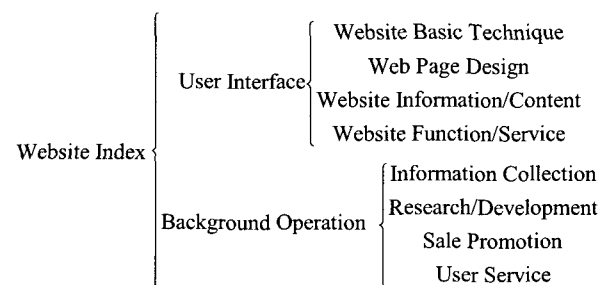 Website Basic Technique
Web Page Design
User Interface
Website Information/Content
Website Function/Service
Website Index
Information Collection
Research/Development
Background Operation
Sale Promotion
User Service